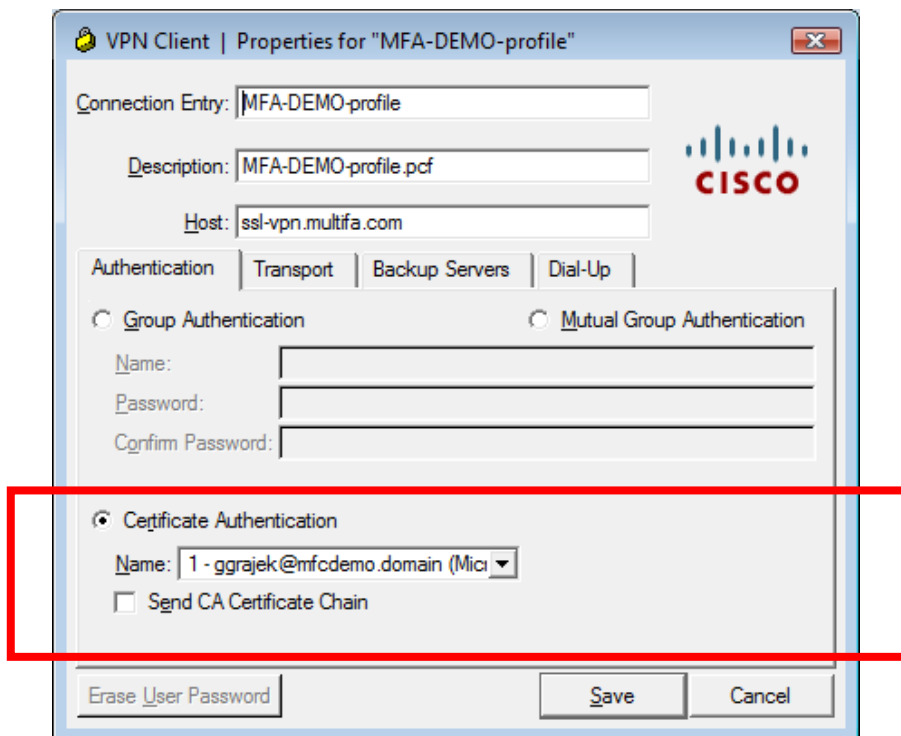 VPN Client | Properties for "MFA-DEMO-profile"
Connection Entry: MFA-DEMO-profile
Description: MFA-DEMO-profile.pcf
CISCO
Host: ssl-vpn.multifa.com
Authentication Transport Backup Servers Dial-Up
Group Authentication Mutual Group Authentication
Name:
Password:
Confirm Password:
Certificate Authentication
Name: 1 - ggrajek@mfcdemo.domain (Micr
Send CA Certificate Chain
Erase User Password Save Cancel